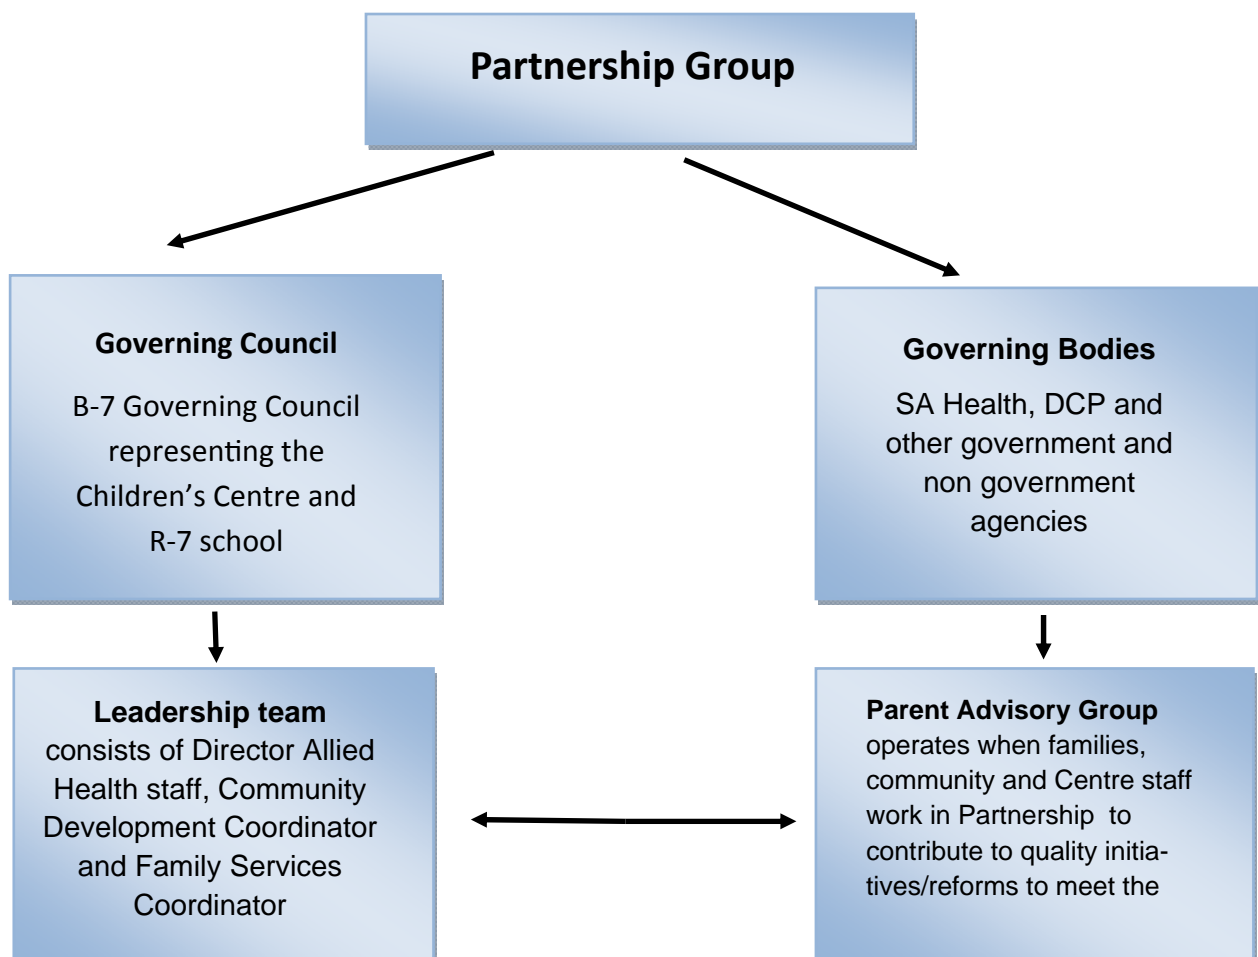 Partnership Group
Governing Council
B-7 Governing Council
representing the
Children’s Centre and
R-7 school
Governing Bodies
SA Health, DCP and
other government and
non government
agencies
Leadership team
consists of Director Allied
Health staff, Community
Development Coordinator
and Family Services
Coordinator
Parent Advisory Group
operates when families,
community and Centre staff
work in Partnership  to
contribute to quality initia-
tives/reforms to meet the